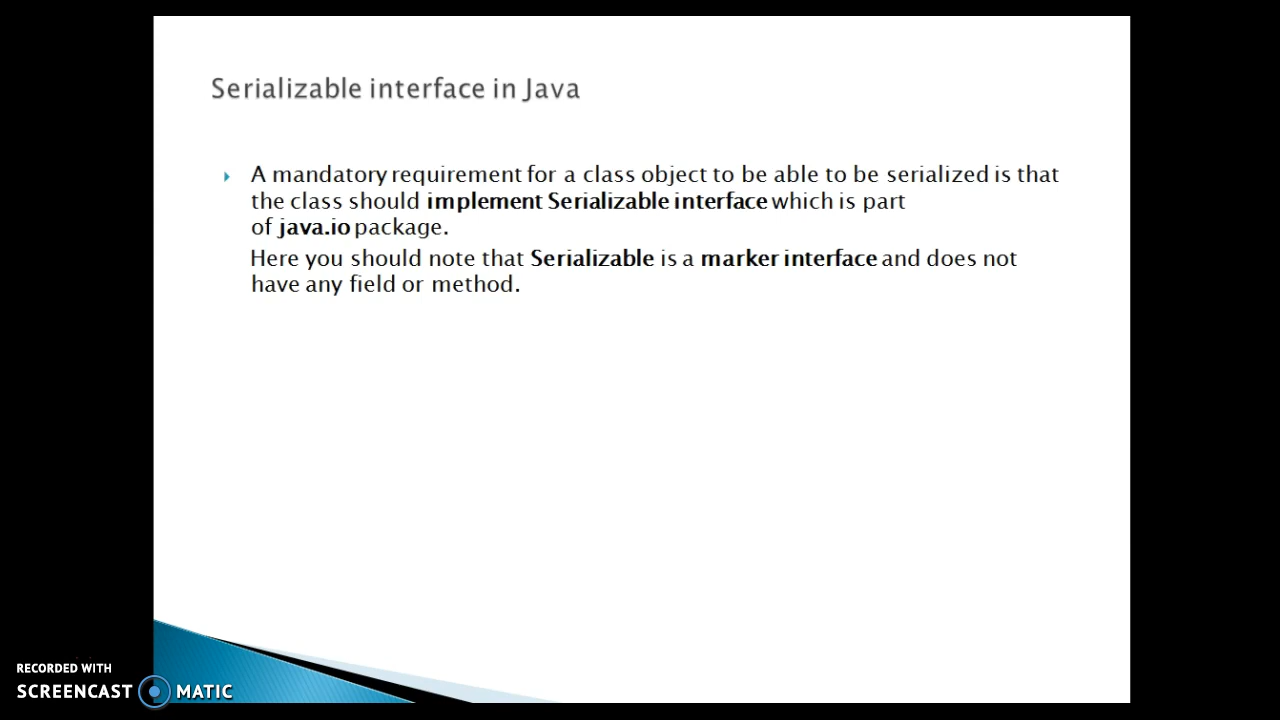 Serializable interface in Java
A mandatory requirement for a class object to be able to be serialized is that
the class should implement Serializable interface which is part
of java.io package.
Here you should note that Serializable is a marker interface and does not
have any field or method.
RECORDED WITH
SCREENCAST MATIC